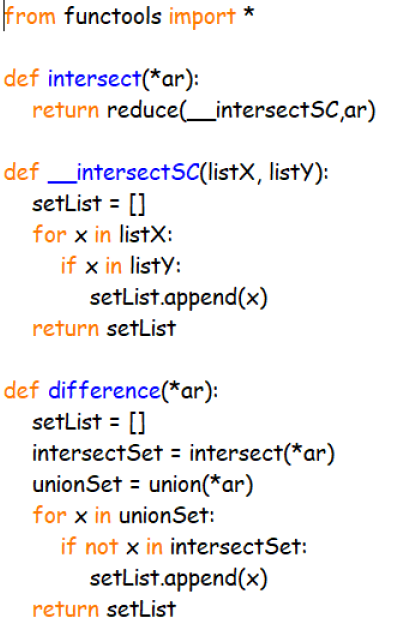 from functools import *

def intersect(*ar):
    return reduce(__intersectSC,ar)

def __intersectSC(listX, listY):
    setList = []
    for x in listX:
        if x in listY:
            setList.append(x)
    return setList

def difference(*ar):
    setList = []
    intersectSet = intersect(*ar)
    unionSet = union(*ar)
    for x in unionSet:
        if not x in intersectSet:
            setList.append(x)
    return setList